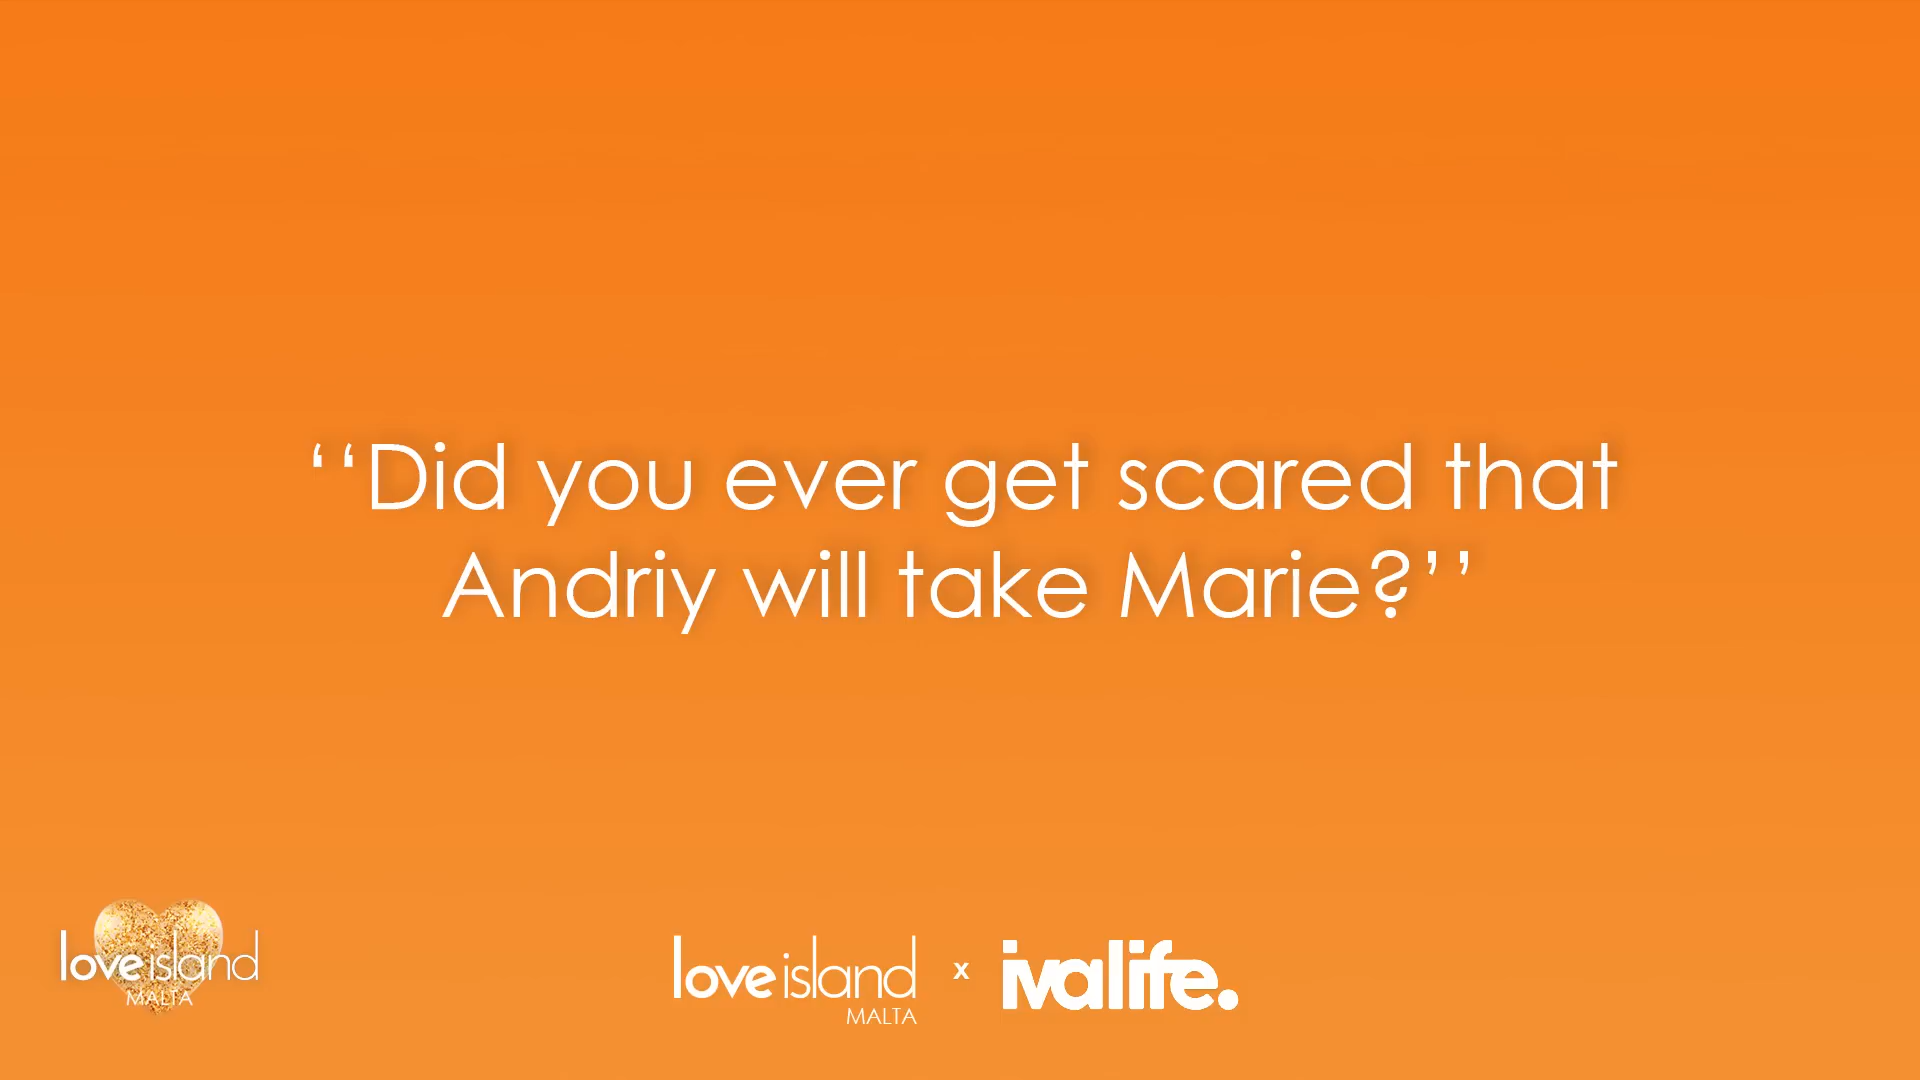 ‘‘Did you ever get scared that
Andriy will take Marie?’’
love island
MALTA
love island
MALTA
x
ivalife.